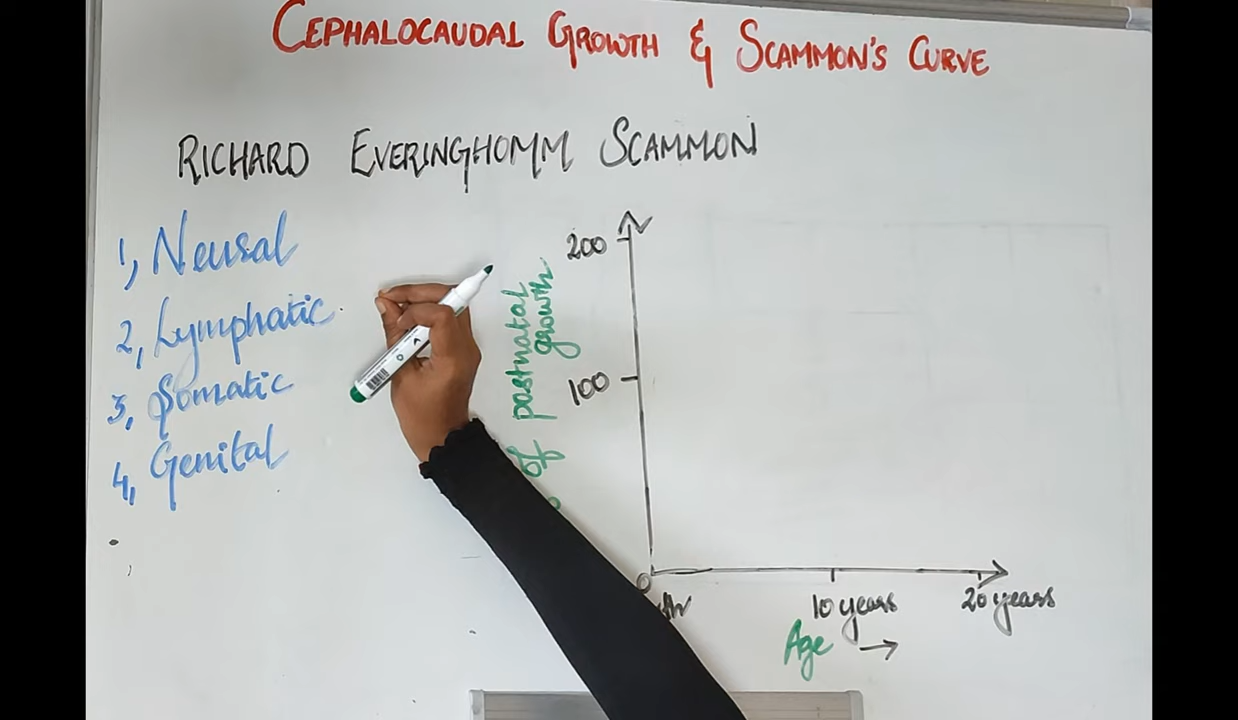 CEPHALOCAUDAL GROWTH & SCAMMON'S CURVE
RICHARD EVERINGHOMM SCAMMON
1, Neural
2, Lymphatic
3, Somatic
4, Genital
200
100
0
of postnatal
growth
10 years
20 years
Age →